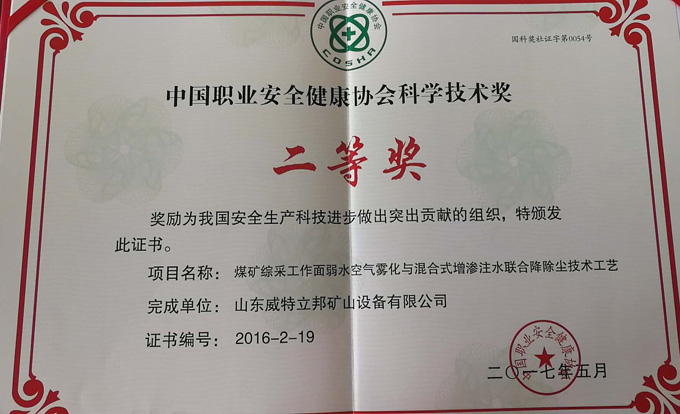 中国职业安全健康协会
COSHA
国科奖社证字第0054号
中国职业安全健康协会科学技术奖
二等奖
奖励为我国安全生产科技进步做出突出贡献的组织，特颁发
此证书。
项目名称： 煤矿综采工作面弱水空气雾化与混合式增渗注水联合降除尘技术工艺
完成单位： 山东威特立邦矿山设备有限公司
证书编号： 2016-2-19
中国职业安全健康协会
二〇一七年五月